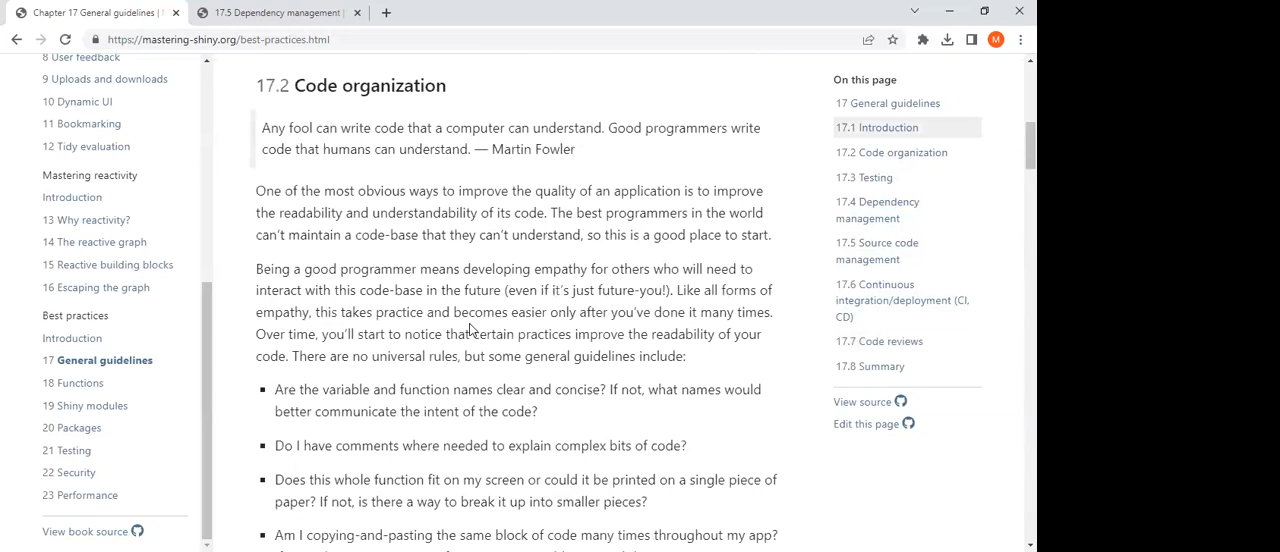 Chapter 17 General guidelines |
17.5 Dependency management |
https://mastering-shiny.org/best-practices.html
M
8 User feedback
9 Uploads and downloads
10 Dynamic UI
11 Bookmarking
12 Tidy evaluation
Mastering reactivity
Introduction
13 Why reactivity?
14 The reactive graph
15 Reactive building blocks
16 Escaping the graph
Best practices
Introduction
17 General guidelines
18 Functions
19 Shiny modules
20 Packages
21 Testing
22 Security
23 Performance
View book source
17.2 Code organization
Any fool can write code that a computer can understand. Good programmers write
code that humans can understand. — Martin Fowler
One of the most obvious ways to improve the quality of an application is to improve
the readability and understandability of its code. The best programmers in the world
can’t maintain a code-base that they can’t understand, so this is a good place to start.
Being a good programmer means developing empathy for others who will need to
interact with this code-base in the future (even if it’s just future-you!). Like all forms of
empathy, this takes practice and becomes easier only after you’ve done it many times.
Over time, you’ll start to notice that certain practices improve the readability of your
code. There are no universal rules, but some general guidelines include:
▪ Are the variable and function names clear and concise? If not, what names would
better communicate the intent of the code?
▪ Do I have comments where needed to explain complex bits of code?
▪ Does this whole function fit on my screen or could it be printed on a single piece of
paper? If not, is there a way to break it up into smaller pieces?
▪ Am I copying-and-pasting the same block of code many times throughout my app?
On this page
17 General guidelines
17.1 Introduction
17.2 Code organization
17.3 Testing
17.4 Dependency
management
17.5 Source code
management
17.6 Continuous
integration/deployment (CI,
CD)
17.7 Code reviews
17.8 Summary
View source
Edit this page